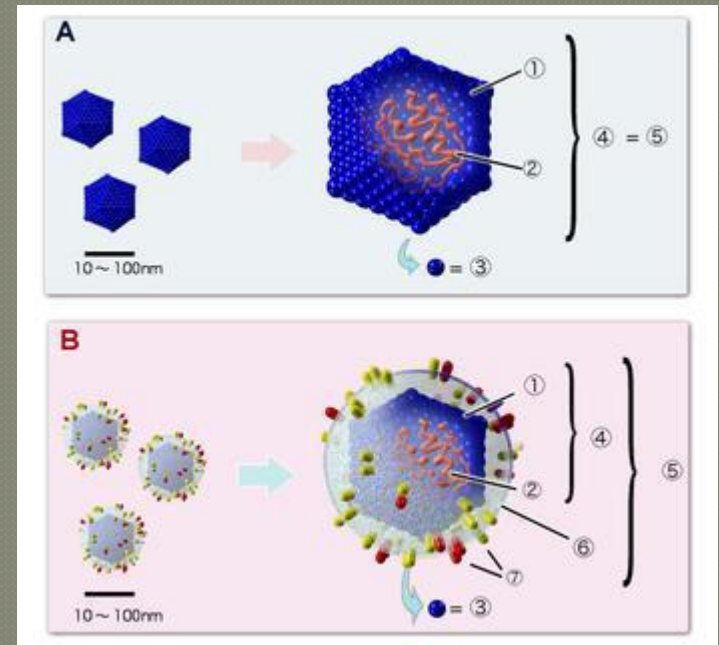 A
①
②
④ = ⑤
= ③
10~100nm
B
①
④
②
⑤
⑥
⑦
= ③
10~100nm